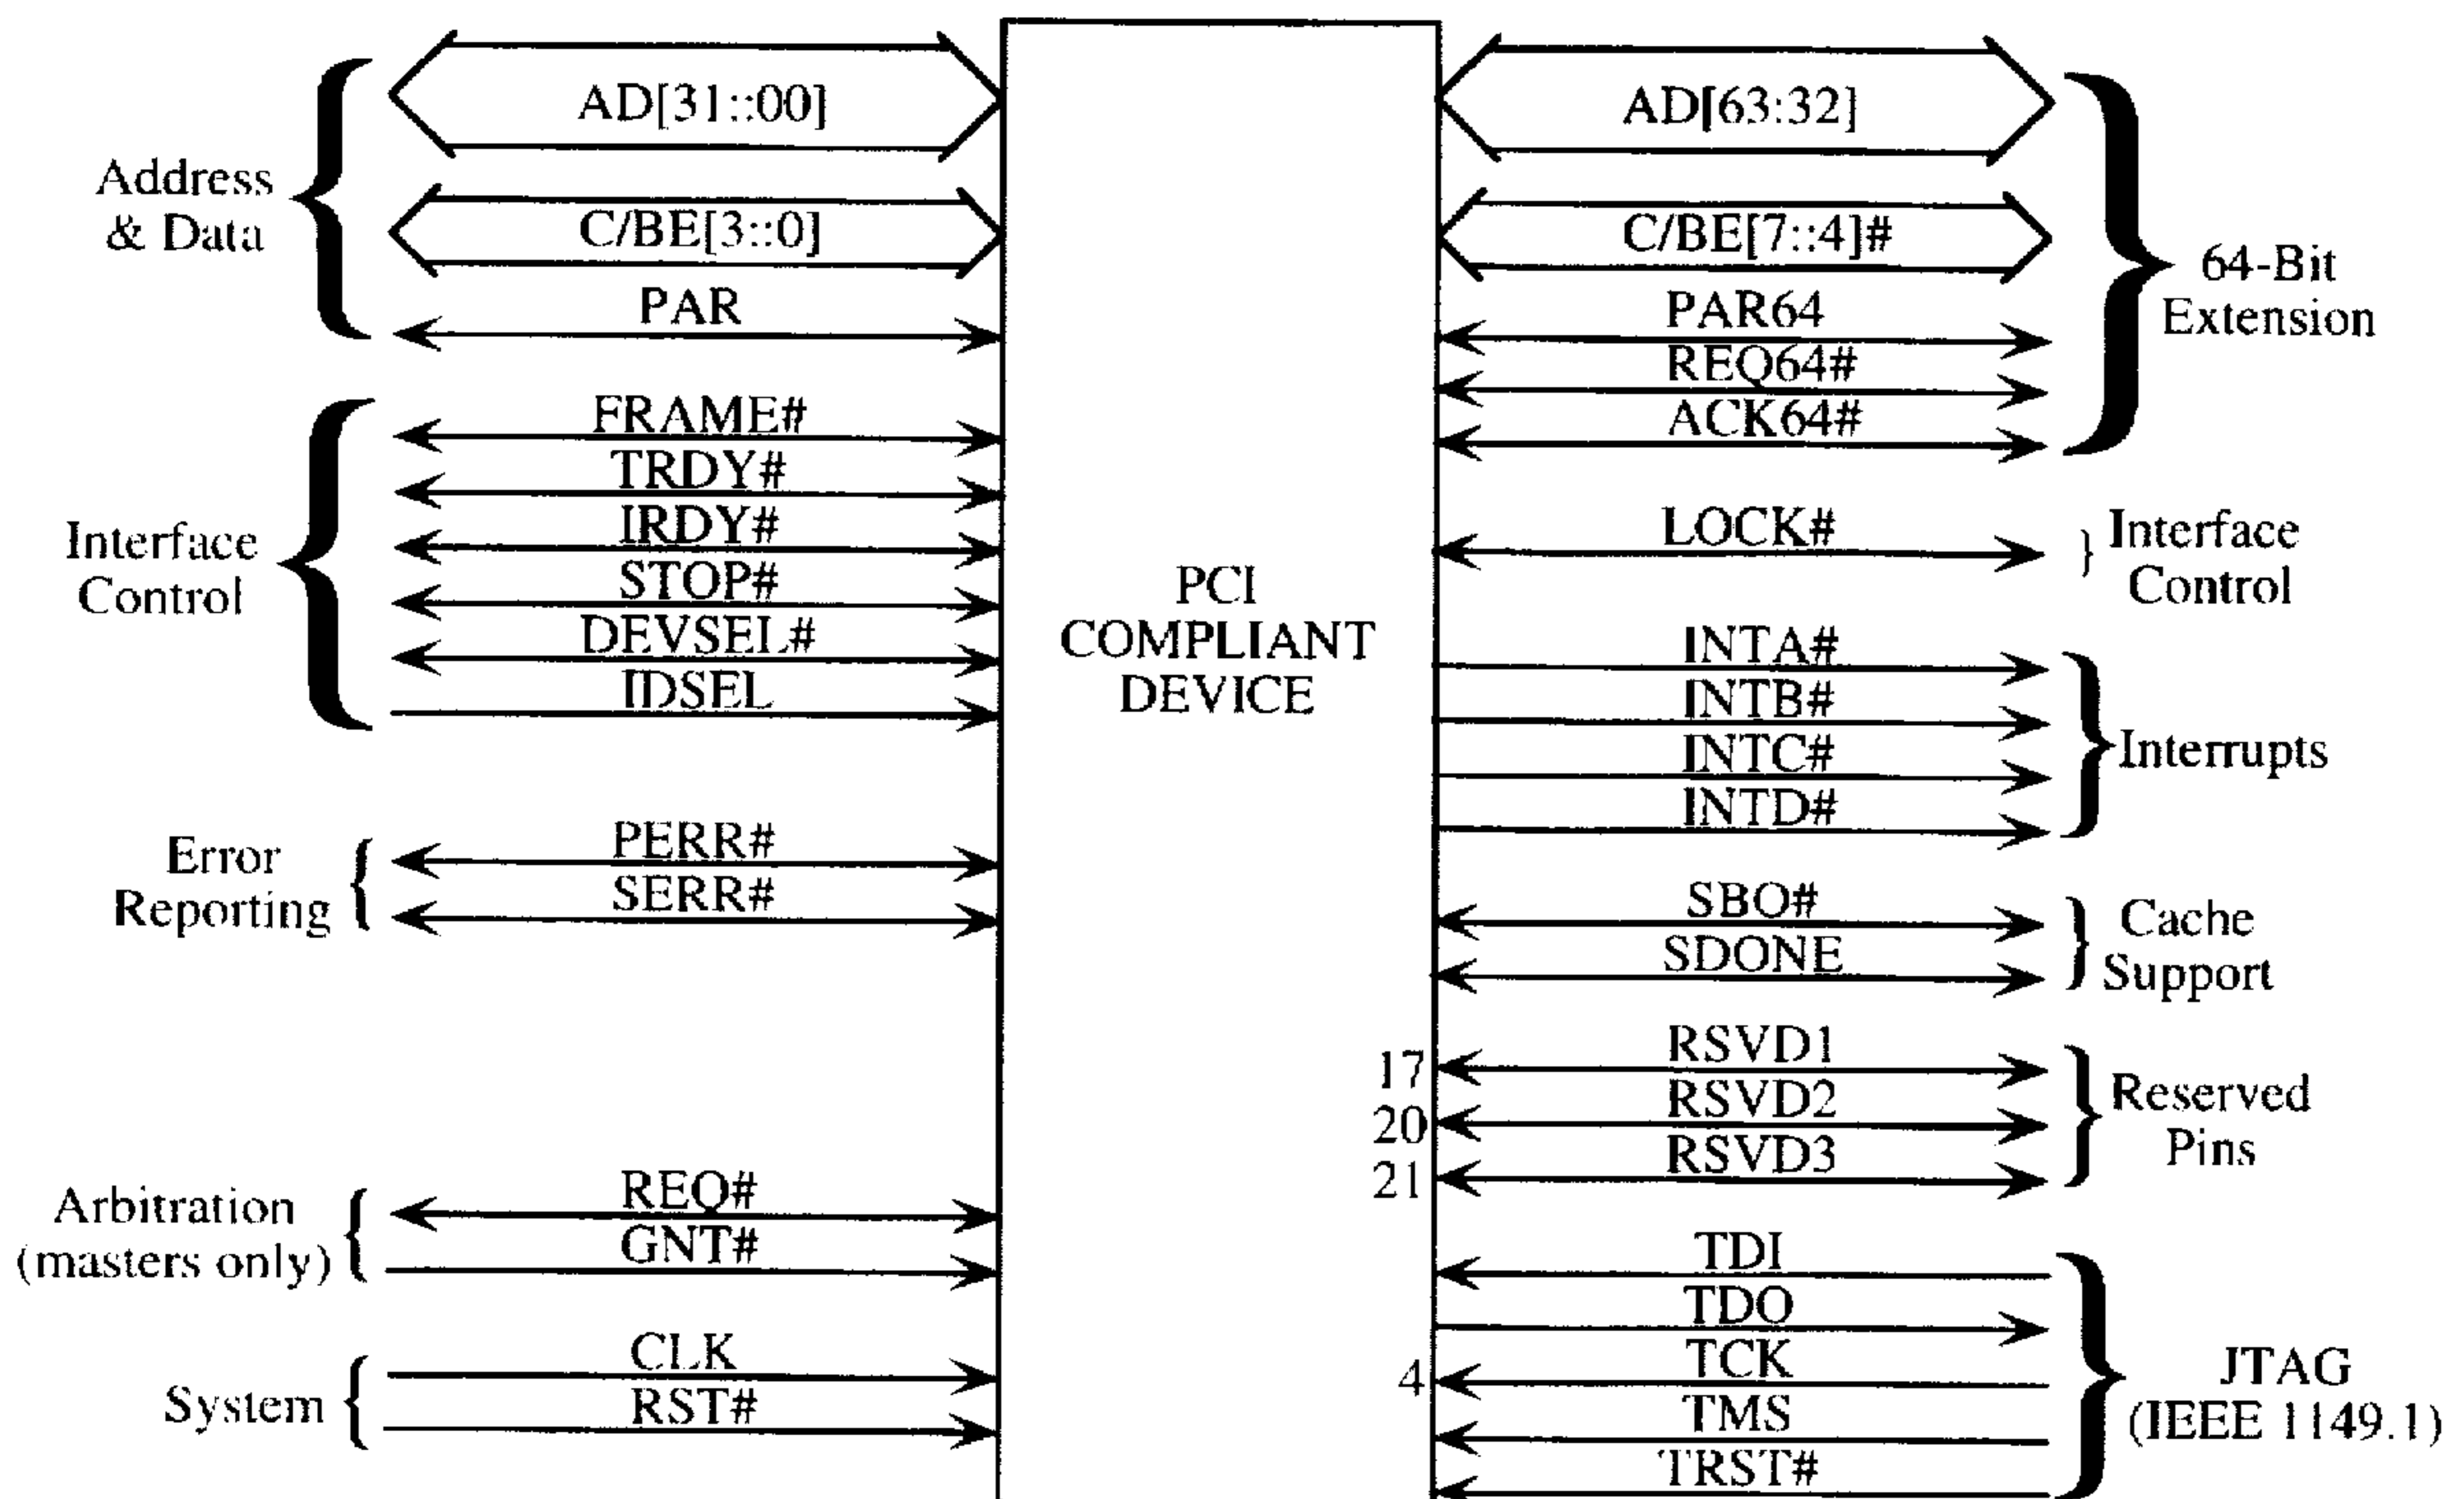 AD[31::00]
C/BE[3::0]
PAR
Address
& Data
FRAME#
TRDY#
IRDY#
STOP#
DEVSEL#
IDSEL
Interface
Control
PERR#
SERR#
Error
Reporting
REQ#
GNT#
Arbitration
(masters only)
CLK
RST#
System
PCI
COMPLIANT
DEVICE
AD[63:32]
C/BE[7::4]#
PAR64
REQ64#
ACK64#
64-Bit
Extension
LOCK#
Interface
Control
INTA#
INTB#
INTC#
INTD#
Interrupts
SBO#
SDONE
Cache
Support
17
RSVD1
20
RSVD2
21
RSVD3
Reserved
Pins
TDI
TDO
4
TCK
TMS
TRST#
JTAG
(IEEE 1149.1)